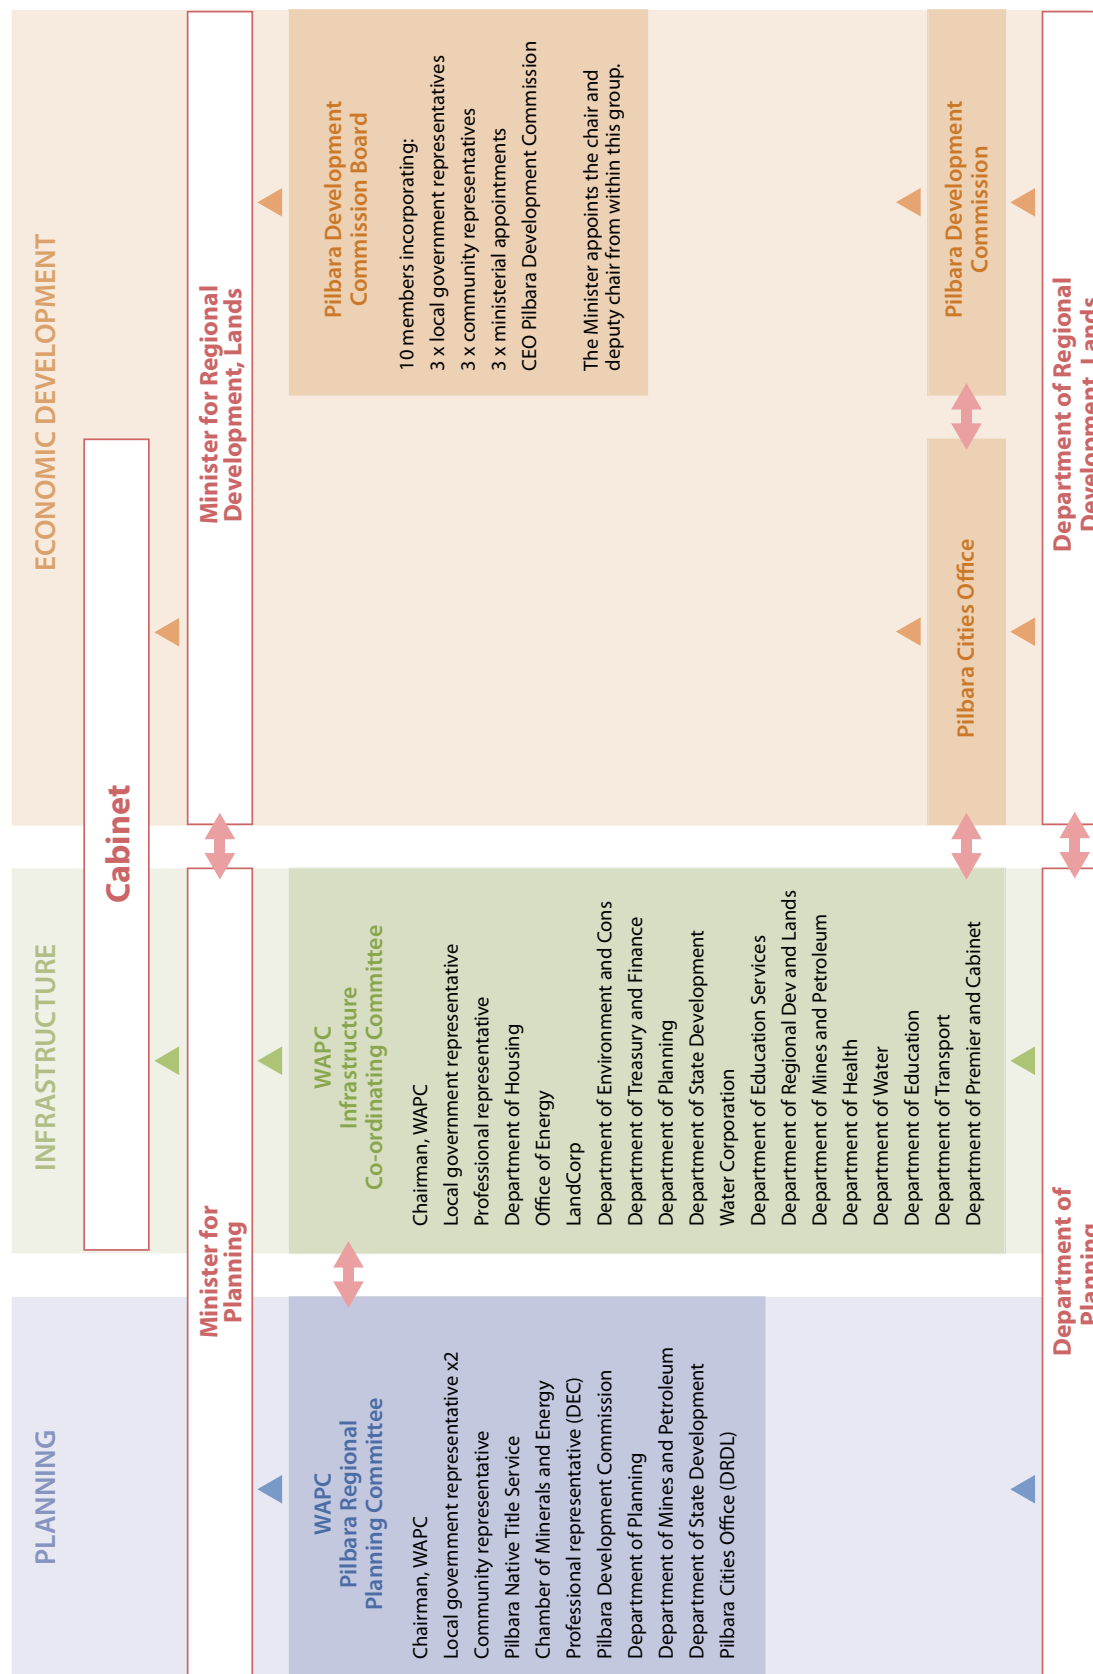 PLANNING
INFRASTRUCTURE
ECONOMIC DEVELOPMENT
Cabinet
Minister for
Planning
Minister for Regional
Development, Lands
WAPC
Pilbara Regional
Planning Committee
Chairman, WAPC
Local government representative x2
Community representative
Pilbara Native Title Service
Chamber of Minerals and Energy
Professional representative (DEC)
Pilbara Development Commission
Department of Planning
Department of Mines and Petroleum
Department of State Development
Pilbara Cities Office (DRDL)
WAPC
Infrastructure
Co-ordinating Committee
Chairman, WAPC
Local government representative
Professional representative
Department of Housing
Office of Energy
LandCorp
Department of Environment and Cons
Department of Treasury and Finance
Department of Planning
Department of State Development
Water Corporation
Department of Education Services
Department of Regional Dev and Lands
Department of Mines and Petroleum
Department of Health
Department of Water
Department of Education
Department of Transport
Department of Premier and Cabinet
Pilbara Development
Commission Board
10 members incorporating:
3 x local government representatives
3 x community representatives
3 x ministerial appointments
CEO Pilbara Development Commission
The Minister appoints the chair and
deputy chair from within this group.
Pilbara Cities Office
Pilbara Development
Commission
Department of
Planning
Department of Regional
Development, Lands